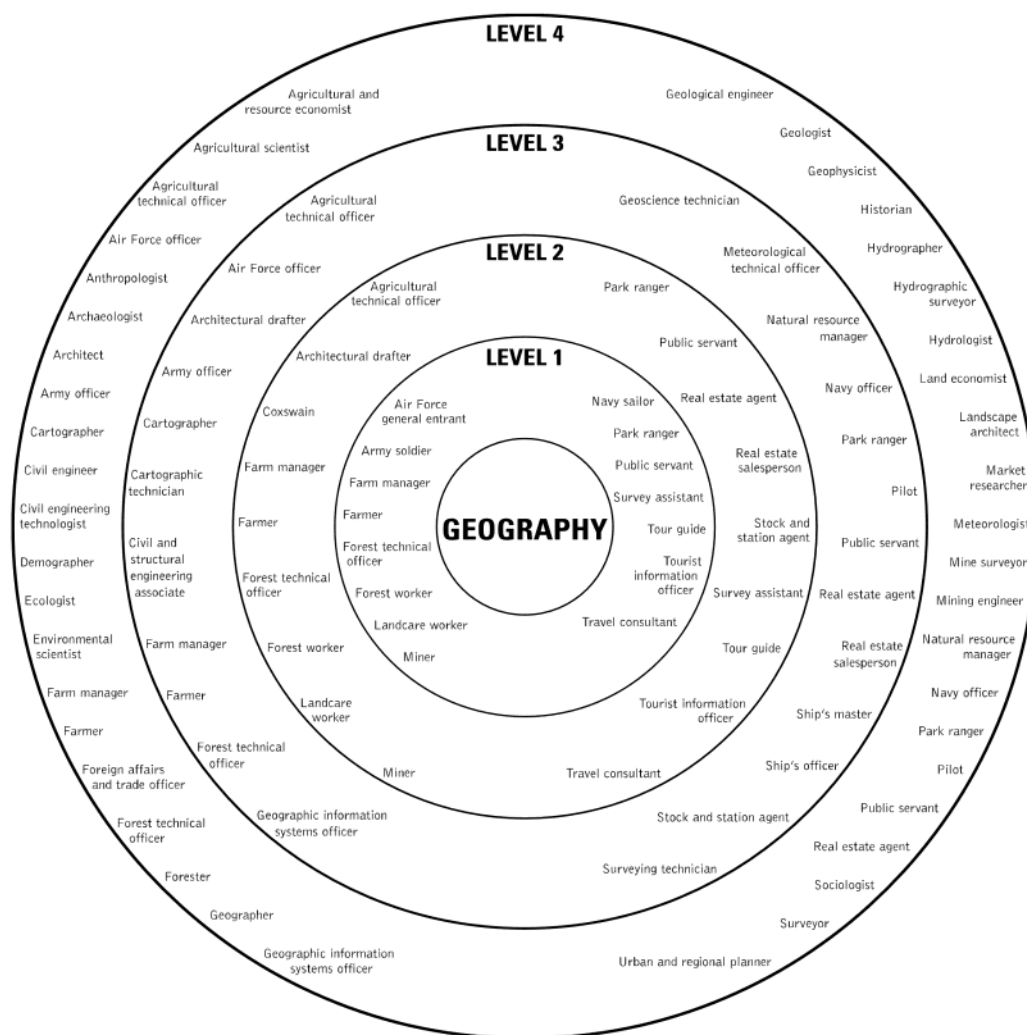 LEVEL 4
Agricultural and
resource economist
Agricultural scientist
Agricultural
technical officer
Air Force officer
Anthropologist
Archaeologist
Architect
Army officer
Cartographer
Civil engineer
Civil engineering
technologist
Demographer
Ecologist
Environmental
scientist
Farm manager
Farmer
Foreign affairs
and trade officer
Forest technical
officer
Forester
Geographer
Geographic information
systems officer
Geological engineer
Geologist
Geophysicist
Historian
Hydrographer
Hydrographic
surveyor
Hydrologist
Land economist
Landscape
architect
Market
researcher
Meteorologist
Mine surveyor
Mining engineer
Natural resource
manager
Navy officer
Park ranger
Pilot
Public servant
Real estate agent
Sociologist
Surveyor
Urban and regional planner
LEVEL 3
Agricultural
technical officer
Air Force officer
Architectural drafter
Army officer
Cartographer
Cartographic
technician
Civil and
structural
engineering
associate
Farm manager
Farmer
Forest technical
officer
Geographic information
systems officer
Geoscience technician
Meteorological
technical officer
Natural resource
manager
Navy officer
Park ranger
Pilot
Public servant
Real estate agent
Real estate
salesperson
Ship's master
Ship's officer
Stock and station agent
Surveying technician
LEVEL 2
Agricultural
technical officer
Architectural drafter
Coxswain
Farm manager
Farmer
Forest technical
officer
Forest worker
Landcare
worker
Miner
Park ranger
Public servant
Real estate agent
Real estate
salesperson
Stock and
station agent
Survey assistant
Tour guide
Tourist information
officer
Travel consultant
LEVEL 1
Air Force
general entrant
Army soldier
Farm manager
Farmer
Forest technical
officer
Forest worker
Landcare worker
Miner
Navy sailor
Park ranger
Public servant
Survey assistant
Tour guide
Tourist
information
officer
Travel consultant
GEOGRAPHY